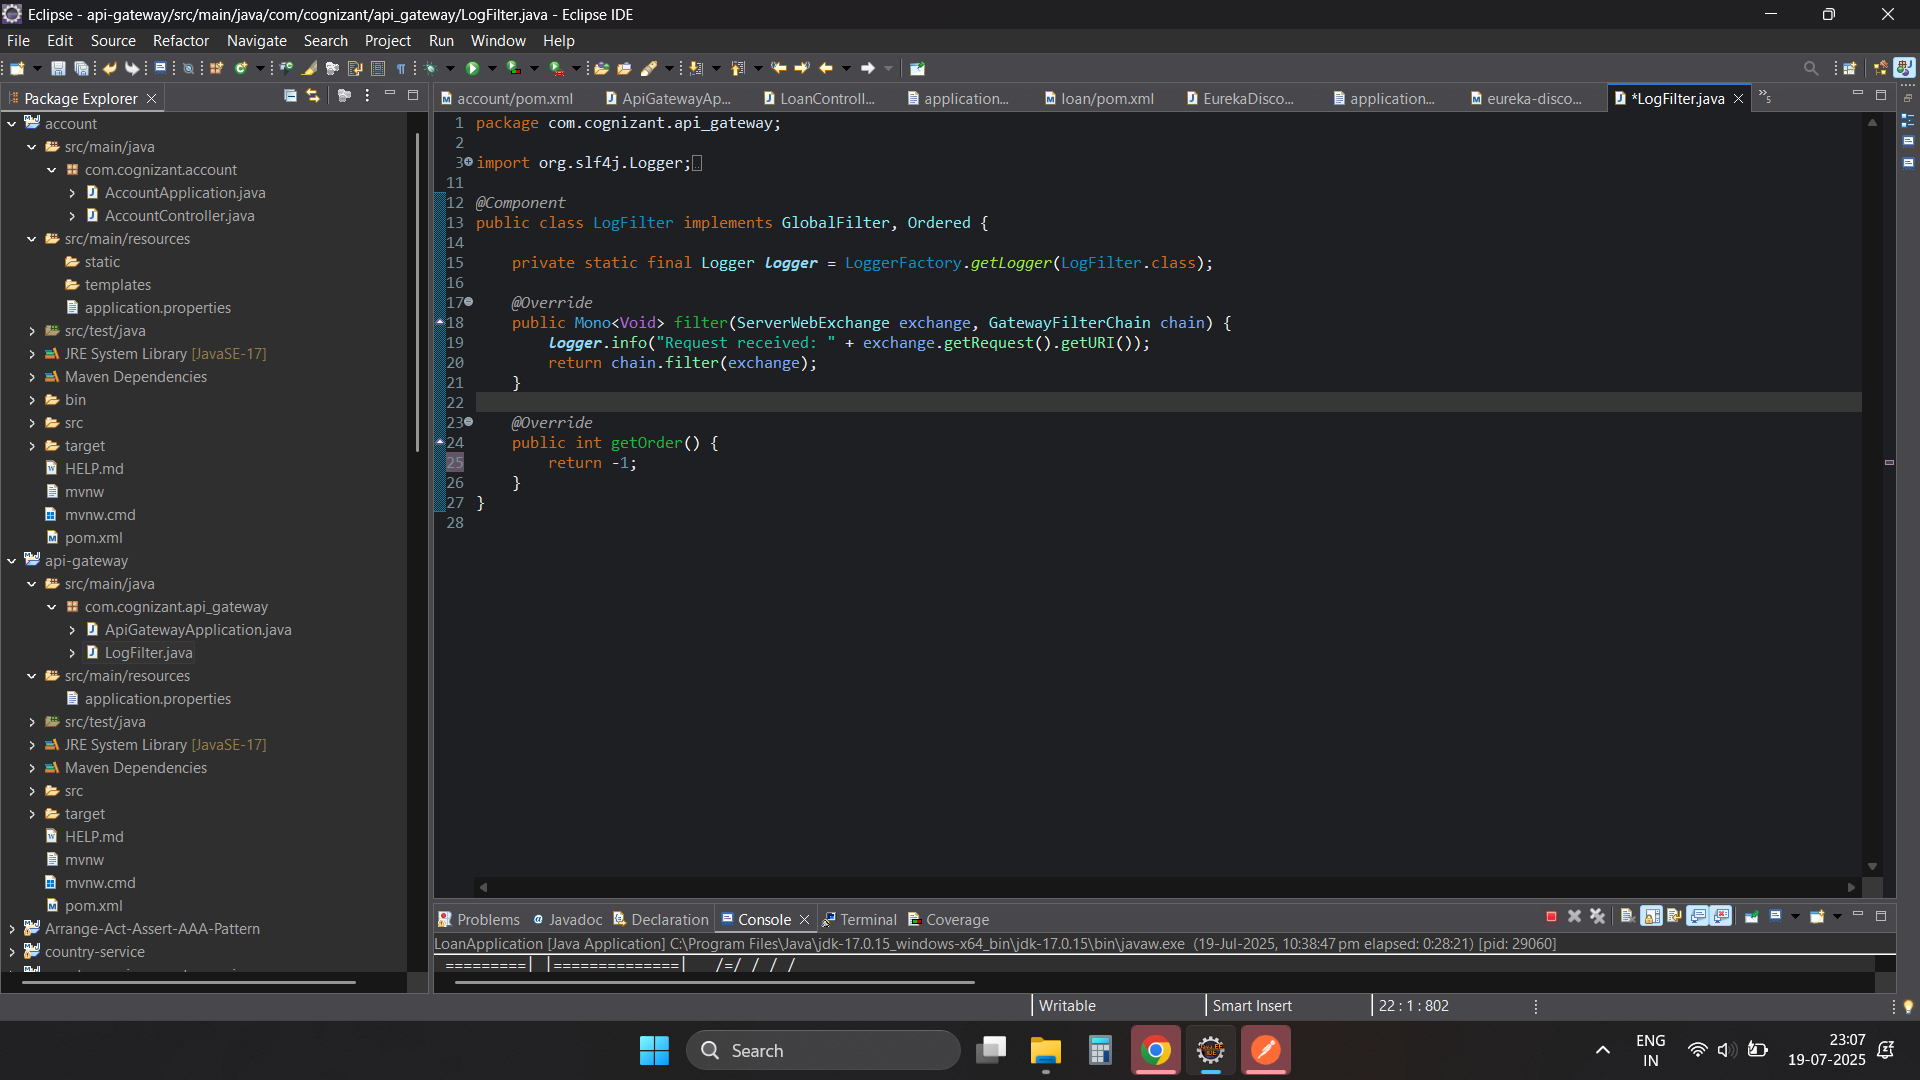 Eclipse - api-gateway/src/main/java/com/cognizant/api_gateway/LogFilter.java - Eclipse IDE
File Edit Source Refactor Navigate Search Project Run Window Help
Package Explorer
account/pom.xml ApiGatewayAp... LoanControll... application... loan/pom.xml EurekaDisco... application... eureka-disco... *LogFilter.java »5
account
src/main/java
com.cognizant.account
AccountApplication.java
AccountController.java
src/main/resources
static
templates
application.properties
src/test/java
JRE System Library [JavaSE-17]
Maven Dependencies
bin
src
target
HELP.md
mvnw
mvnw.cmd
pom.xml
api-gateway
src/main/java
com.cognizant.api_gateway
ApiGatewayApplication.java
LogFilter.java
src/main/resources
application.properties
src/test/java
JRE System Library [JavaSE-17]
Maven Dependencies
src
target
HELP.md
mvnw
mvnw.cmd
pom.xml
Arrange-Act-Assert-AAA-Pattern
country-service
1 package com.cognizant.api_gateway;
2
3 import org.slf4j.Logger;
11
12 @Component
13 public class LogFilter implements GlobalFilter, Ordered {
14
15 private static final Logger logger = LoggerFactory.getLogger(LogFilter.class);
16
17 @Override
18 public Mono<Void> filter(ServerWebExchange exchange, GatewayFilterChain chain) {
19 logger.info("Request received: " + exchange.getRequest().getURI());
20 return chain.filter(exchange);
21 }
22
23 @Override
24 public int getOrder() {
25 return -1;
26 }
27 }
28
Problems Javadoc Declaration Console Terminal Coverage
LoanApplication [Java Application] C:\Program Files\Java\jdk-17.0.15_windows-x64_bin\jdk-17.0.15\bin\javaw.exe (19-Jul-2025, 10:38:47 pm elapsed: 0:28:21) [pid: 29060]
=========| |==============| /=/ / / /
Writable Smart Insert 22 : 1 : 802
Search
ENG
IN
23:07
19-07-2025